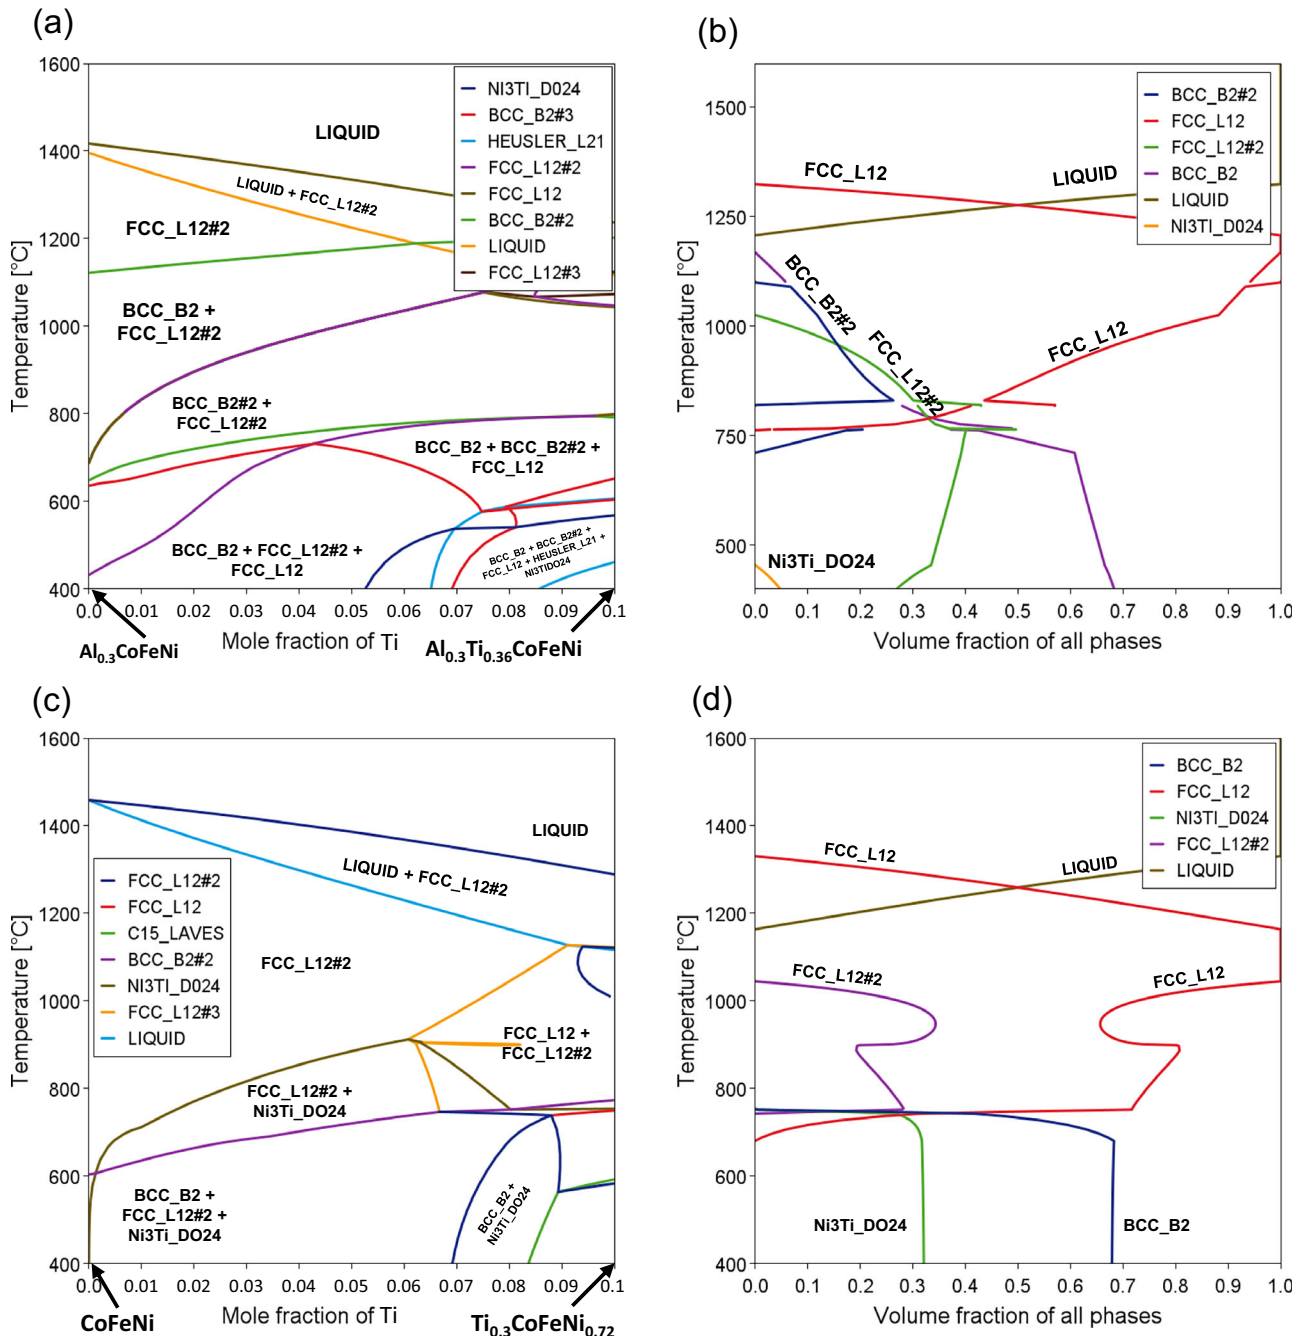 (a)
1600
1400
1200
1000
800
600
400
Temperature [°C]
0.0
0.01
0.02
0.03
0.04
0.05
0.06
0.07
0.08
0.09
0.1
Mole fraction of Ti
NI3TI_D024
BCC_B2#3
HEUSLER_L21
FCC_L12#2
FCC_L12
BCC_B2#2
LIQUID
FCC_L12#3
LIQUID
LIQUID + FCC_L12#2
FCC_L12#2
BCC_B2 +
FCC_L12#2
BCC_B2#2 +
FCC_L12#2
BCC_B2 + BCC_B2#2 +
FCC_L12
BCC_B2 + FCC_L12#2 +
FCC_L12
BCC_B2 + BCC_B2#2 +
FCC_L12 + HEUSLER_L21 +
Ni3TIDO24
Al0.3CoFeNi
Al0.3Ti0.36CoFeNi
(b)
1500
1250
1000
750
500
Temperature [°C]
0.0
0.1
0.2
0.3
0.4
0.5
0.6
0.7
0.8
0.9
1.0
Volume fraction of all phases
BCC_B2#2
FCC_L12
FCC_L12#2
BCC_B2
LIQUID
NI3TI_D024
FCC_L12
LIQUID
BCC_B2#2
FCC_L12#2
FCC_L12
Ni3Ti_DO24
(c)
1600
1400
1200
1000
800
600
400
Temperature [°C]
0.0
0.01
0.02
0.03
0.04
0.05
0.06
0.07
0.08
0.09
0.1
Mole fraction of Ti
FCC_L12#2
FCC_L12
C15_LAVES
BCC_B2#2
NI3TI_D024
FCC_L12#3
LIQUID
LIQUID
LIQUID + FCC_L12#2
FCC_L12#2
FCC_L12 +
FCC_L12#2
FCC_L12#2 +
Ni3Ti_DO24
BCC_B2 +
FCC_L12#2 +
Ni3Ti_DO24
BCC_B2 +
Ni3Ti_DO24
CoFeNi
Ti0.3CoFeNi0.72
(d)
1600
1400
1200
1000
800
600
400
Temperature [°C]
0.0
0.1
0.2
0.3
0.4
0.5
0.6
0.7
0.8
0.9
1.0
Volume fraction of all phases
BCC_B2
FCC_L12
NI3TI_D024
FCC_L12#2
LIQUID
FCC_L12
LIQUID
FCC_L12#2
FCC_L12
Ni3Ti_DO24
BCC_B2